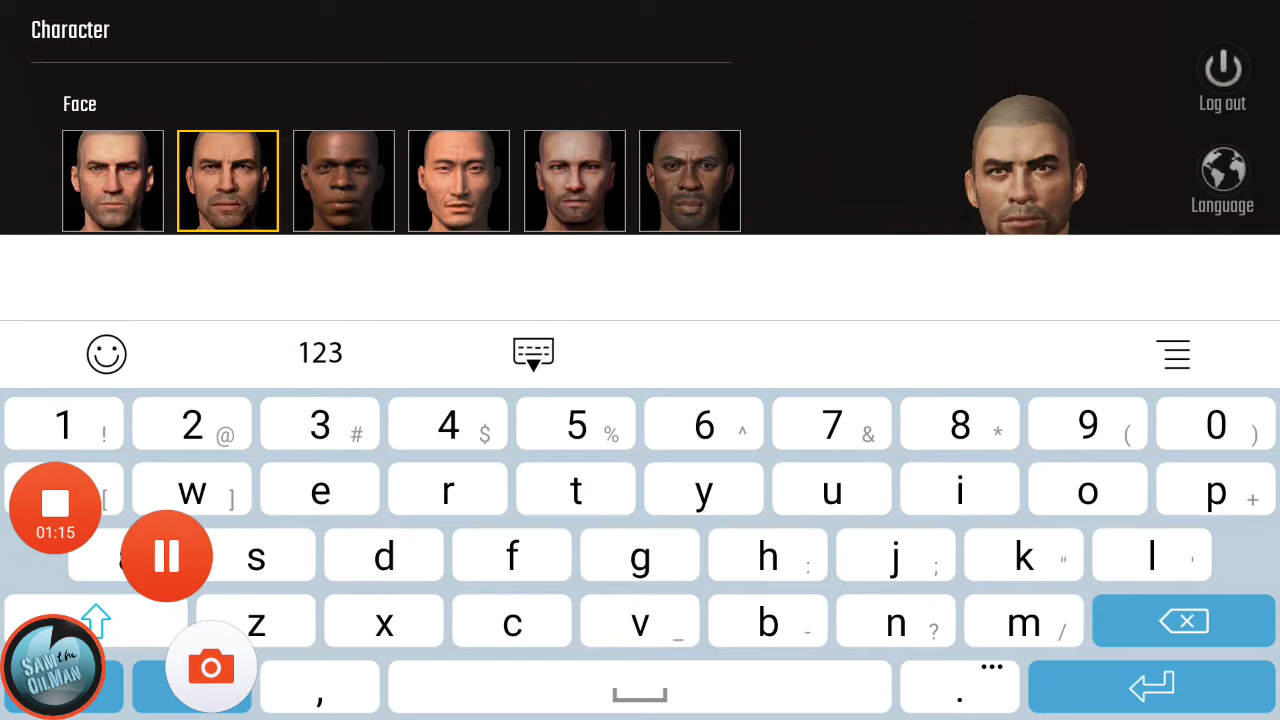 Character
Log out
Face
Language
123
1 ! 2 @ 3 # 4 $ 5 % 6 ^ 7 & 8 * 9 ( 0 )
[ w ] e r t y u i o p +
01:15
s d f g h : j ; k " l '
z x c v _ b - n ? m /
SAM the
OILMAN
, . •••